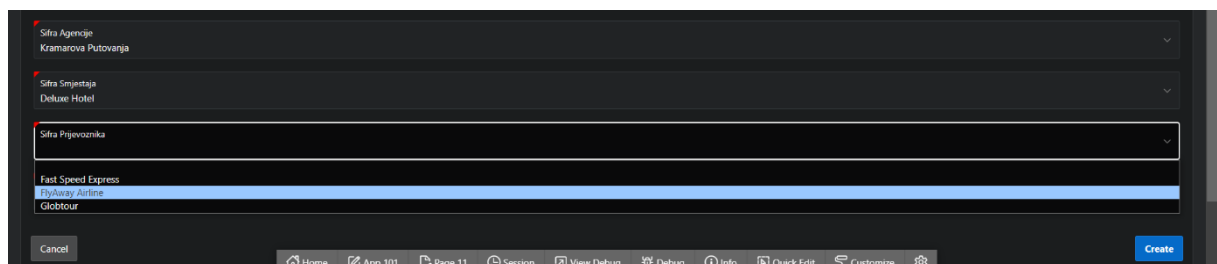 Sifra Agencije
Kramarova Putovanja
Sifra Smjestaja
Deluxe Hotel
Sifra Prijevoznika
Fast Speed Express
FlyAway Airline
Globtour
Cancel
Create
Home App 101 Page 11 Session View Debug Debug Info Quick Edit Customize